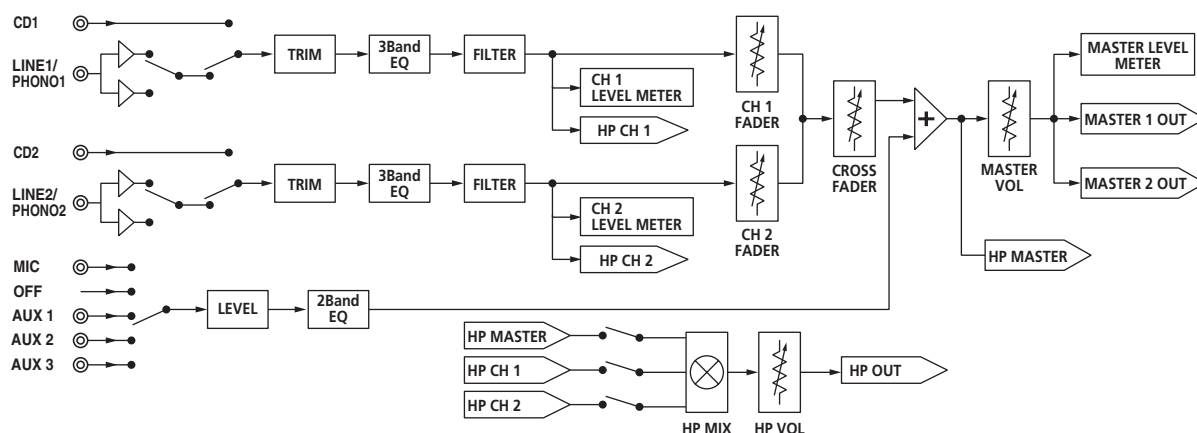 CD1
LINE1/
PHONO1
TRIM
3Band
EQ
FILTER
CH 1
LEVEL METER
HP CH 1
CH 1
FADER
CD2
LINE2/
PHONO2
TRIM
3Band
EQ
FILTER
CH 2
LEVEL METER
HP CH 2
CH 2
FADER
CROSS
FADER
+
MASTER
VOL
MASTER LEVEL
METER
MASTER 1 OUT
MASTER 2 OUT
HP MASTER
MIC
OFF
AUX 1
AUX 2
AUX 3
LEVEL
2Band
EQ
HP MASTER
HP CH 1
HP CH 2
HP MIX
HP VOL
HP OUT